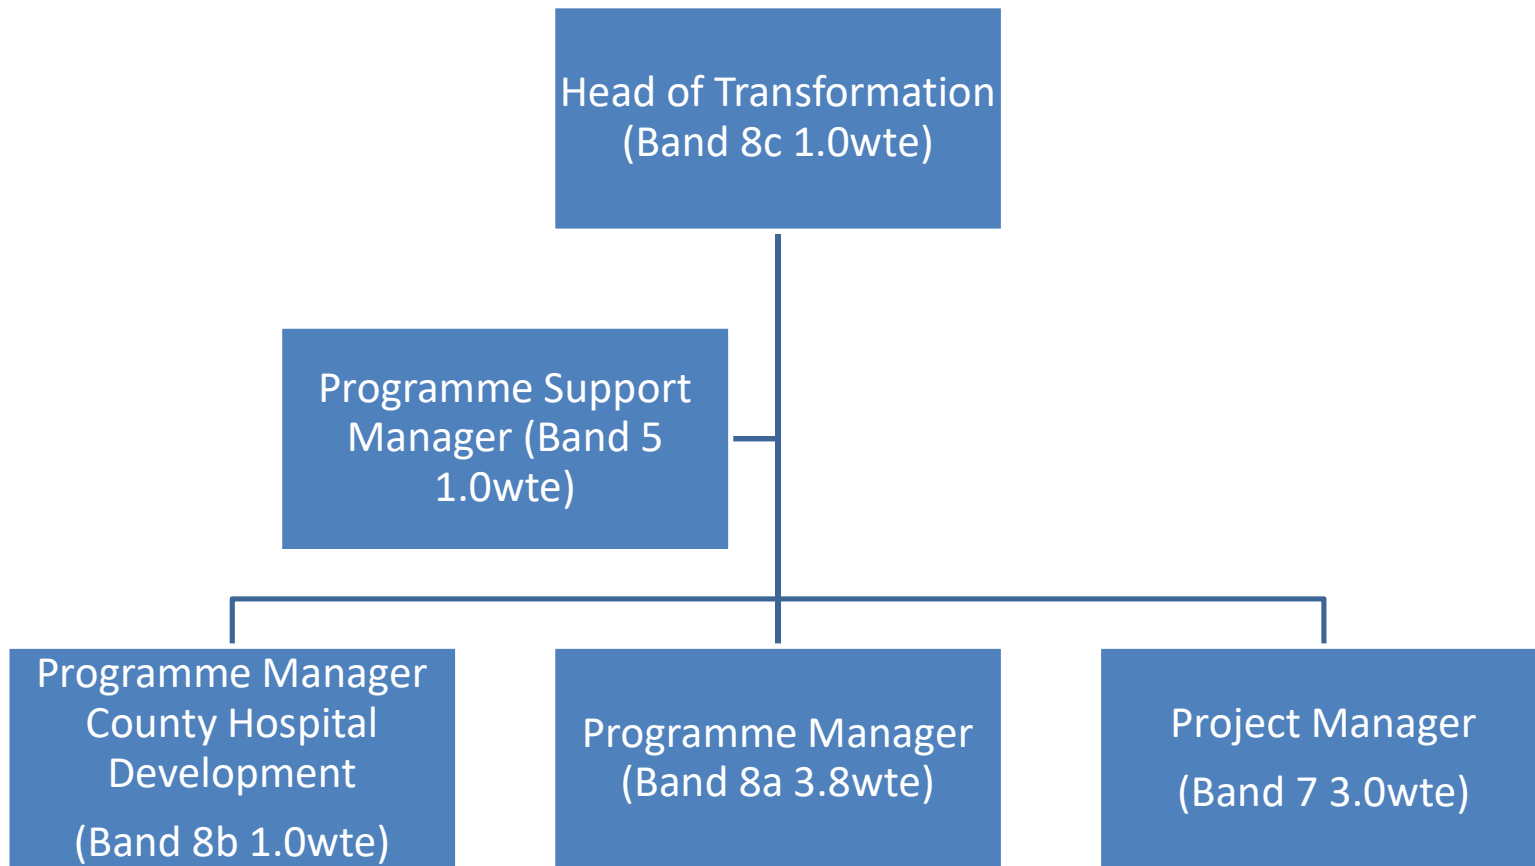 Head of Transformation
(Band 8c 1.0wte)
Programme Support
Manager (Band 5
1.0wte)
Programme Manager
County Hospital
Development
(Band 8b 1.0wte)
Programme Manager
(Band 8a 3.8wte)
Project Manager
(Band 7 3.0wte)